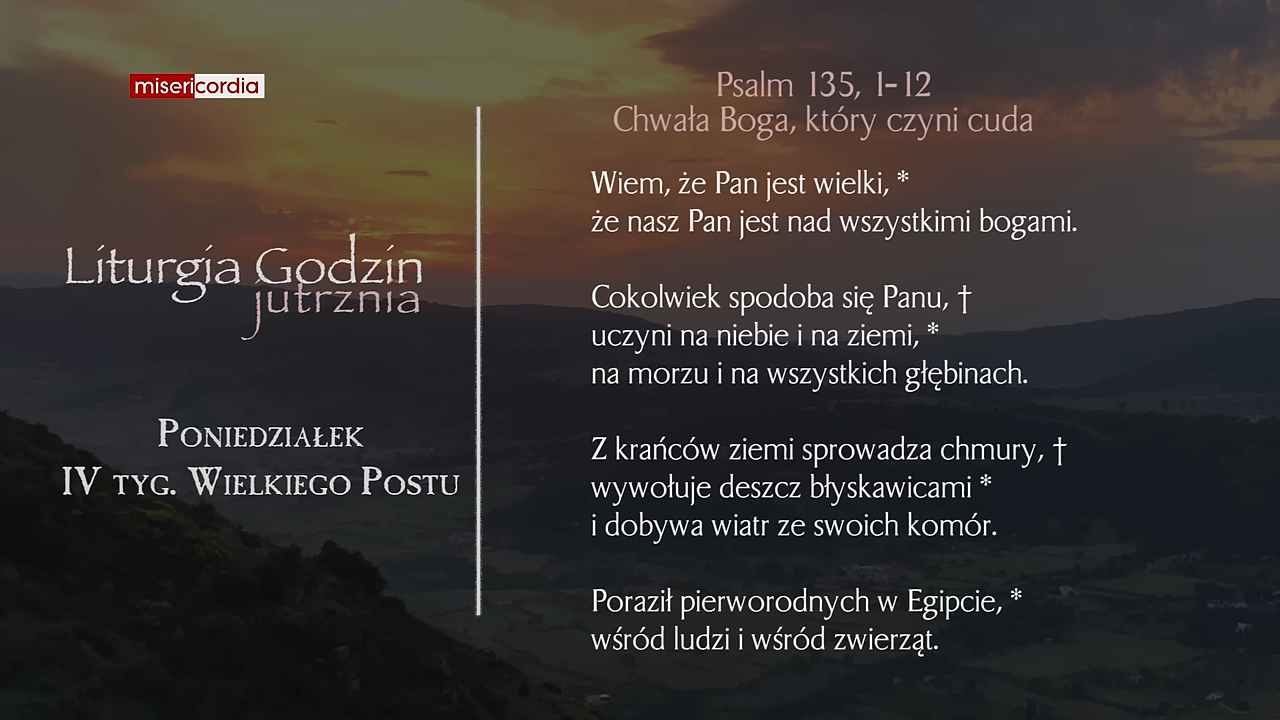 misericordia
Liturgia Godzin
jutrznia
Poniedziałek
IV tyg. Wielkiego Postu
Psalm 135, 1-12
Chwała Boga, który czyni cuda
Wiem, że Pan jest wielki, *
że nasz Pan jest nad wszystkimi bogami.
Cokolwiek spodoba się Panu, †
uczyni na niebie i na ziemi, *
na morzu i na wszystkich głębinach.
Z krańców ziemi sprowadza chmury, †
wywołuje deszcz błyskawicami *
i dobywa wiatr ze swoich komór.
Poraził pierworodnych w Egipcie, *
wśród ludzi i wśród zwierząt.